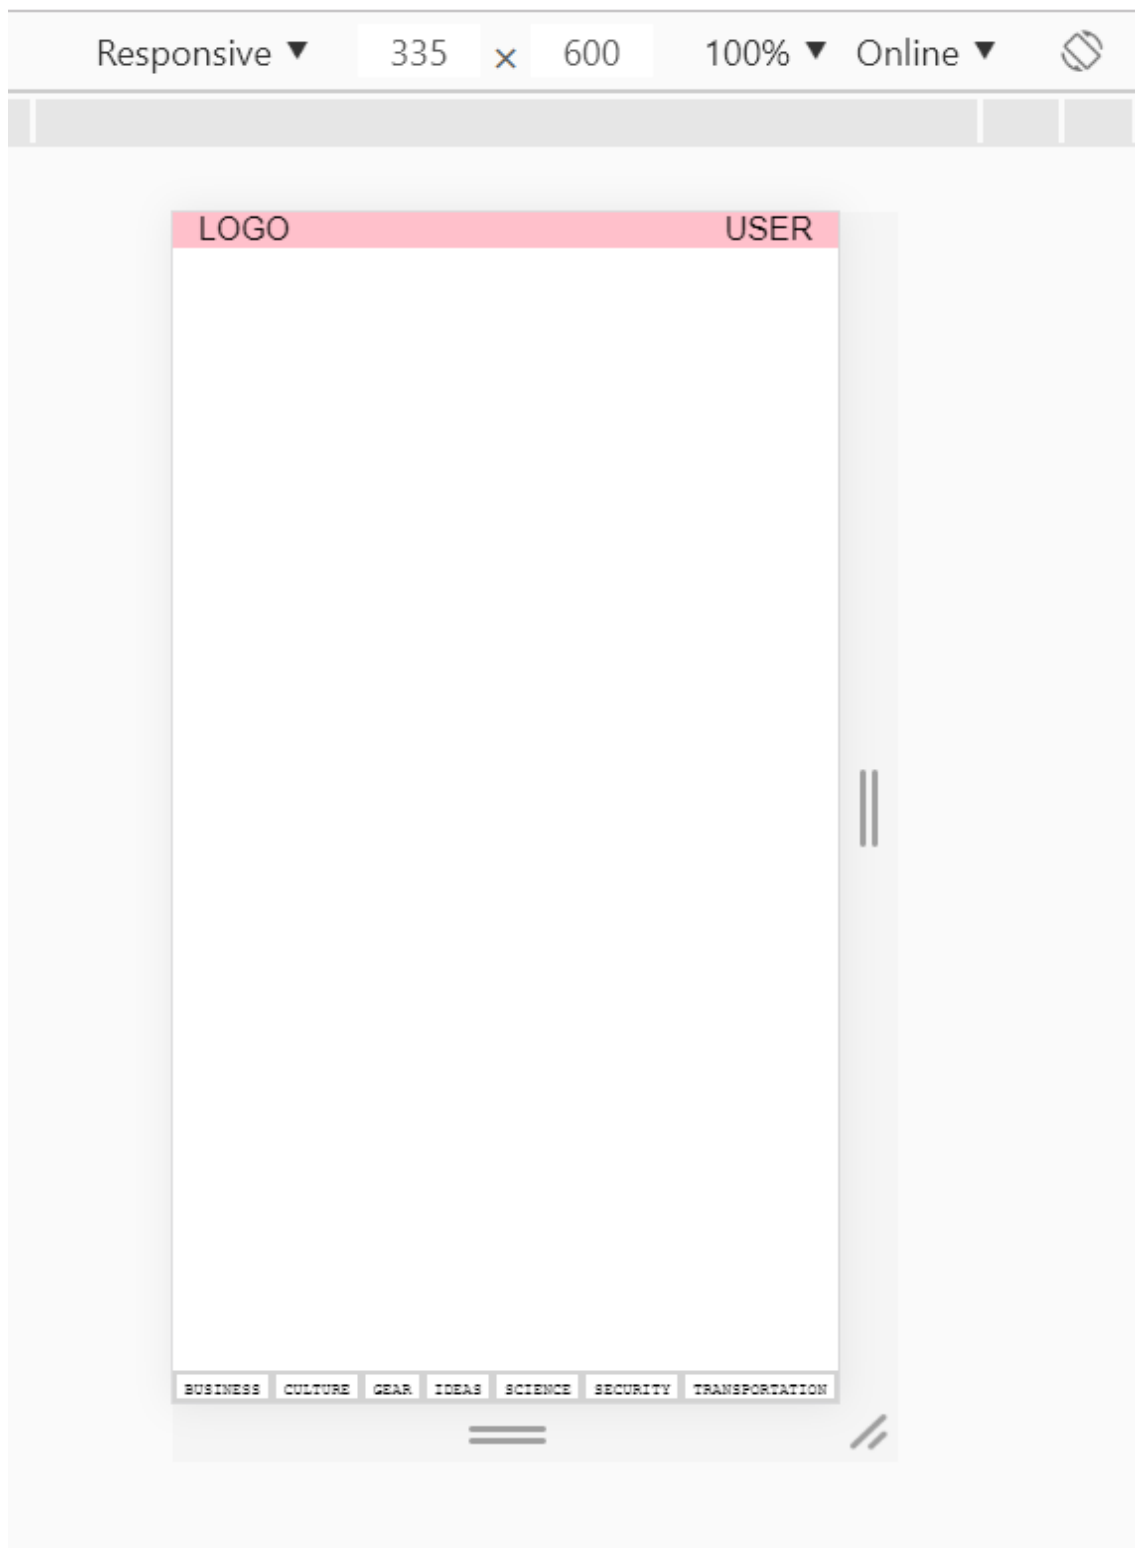 Responsive ▼ 335 × 600 100% ▼ Online ▼
LOGO USER
BUSINESS CULTURE GEAR IDEAS SCIENCE SECURITY TRANSPORTATION